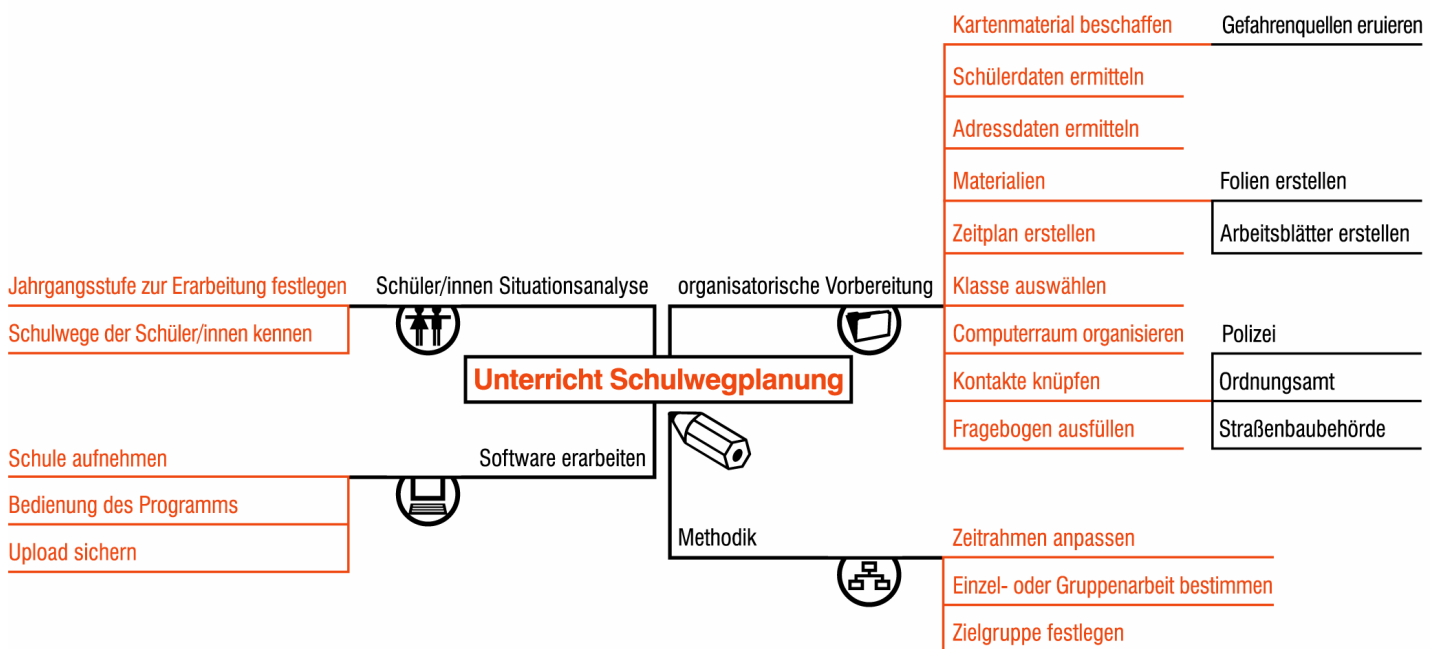 Kartenmaterial beschaffen
Gefahrenquellen eruieren
Schülerdaten ermitteln
Adressdaten ermitteln
Materialien
Folien erstellen
Arbeitsblätter erstellen
Zeitplan erstellen
Klasse auswählen
Computerraum organisieren
Kontakte knüpfen
Polizei
Ordnungsamt
Straßenbaubehörde
Fragebogen ausfüllen
organisatorische Vorbereitung
Schüler/innen Situationsanalyse
Jahrgangsstufe zur Erarbeitung festlegen
Schulwege der Schüler/innen kennen
Unterricht Schulwegplanung
Software erarbeiten
Schule aufnehmen
Bedienung des Programms
Upload sichern
Methodik
Zeitrahmen anpassen
Einzel- oder Gruppenarbeit bestimmen
Zielgruppe festlegen